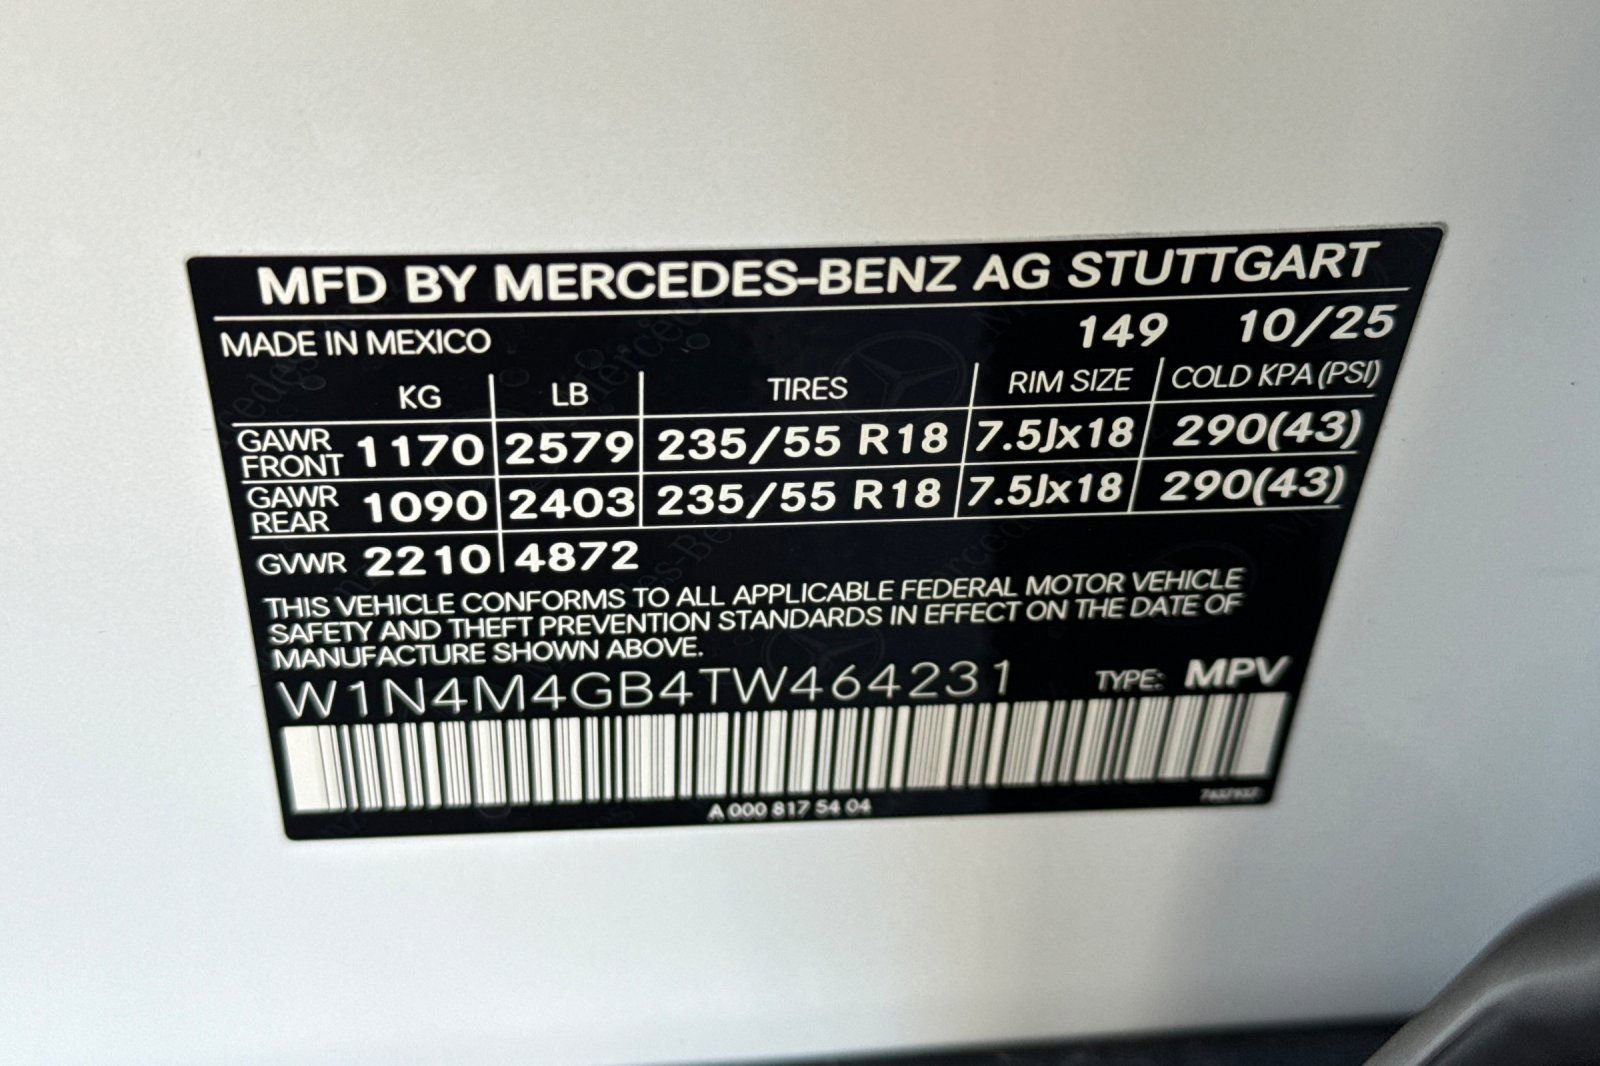 MFD BY MERCEDES-BENZ AG STUTTGART
MADE IN MEXICO 149 10/25
KG LB TIRES RIM SIZE COLD KPA (PSI)
GAWR FRONT 1170 2579 235/55 R18 7.5Jx18 290(43)
GAWR REAR 1090 2403 235/55 R18 7.5Jx18 290(43)
GVWR 2210 4872
THIS VEHICLE CONFORMS TO ALL APPLICABLE FEDERAL MOTOR VEHICLE
SAFETY AND THEFT PREVENTION STANDARDS IN EFFECT ON THE DATE OF
MANUFACTURE SHOWN ABOVE.
W1N4M4GB4TW464231 TYPE: MPV
A 000 817 54 04